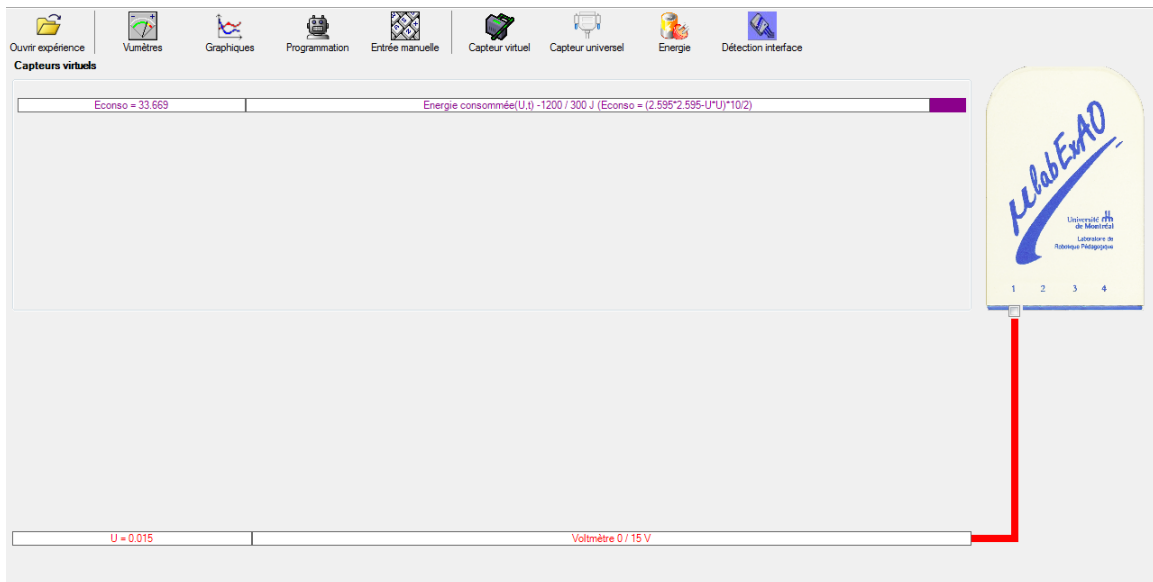 Ouvrir expérience Vumètres Graphiques Programmation Entrée manuelle Capteur virtuel Capteur universel Energie Détection interface
Capteurs virtuels
Econso = 33.669 Energie consommée(U,t) -1200 / 300 J (Econso = (2.595*2.595-U*U)*10/2)
µlabExAO
Université
de Montréal
Laboratoire de
Robotique Pédagogique
1 2 3 4
U = 0.015 Voltmètre 0 / 15 V